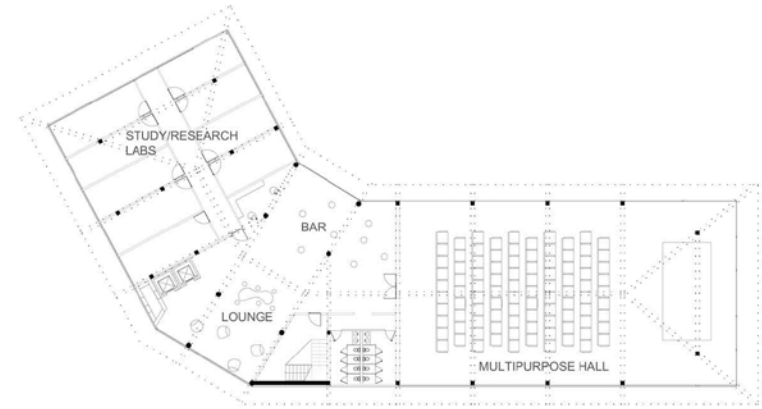 STUDY/RESEARCH
LABS
BAR
LOUNGE
MULTIPURPOSE HALL